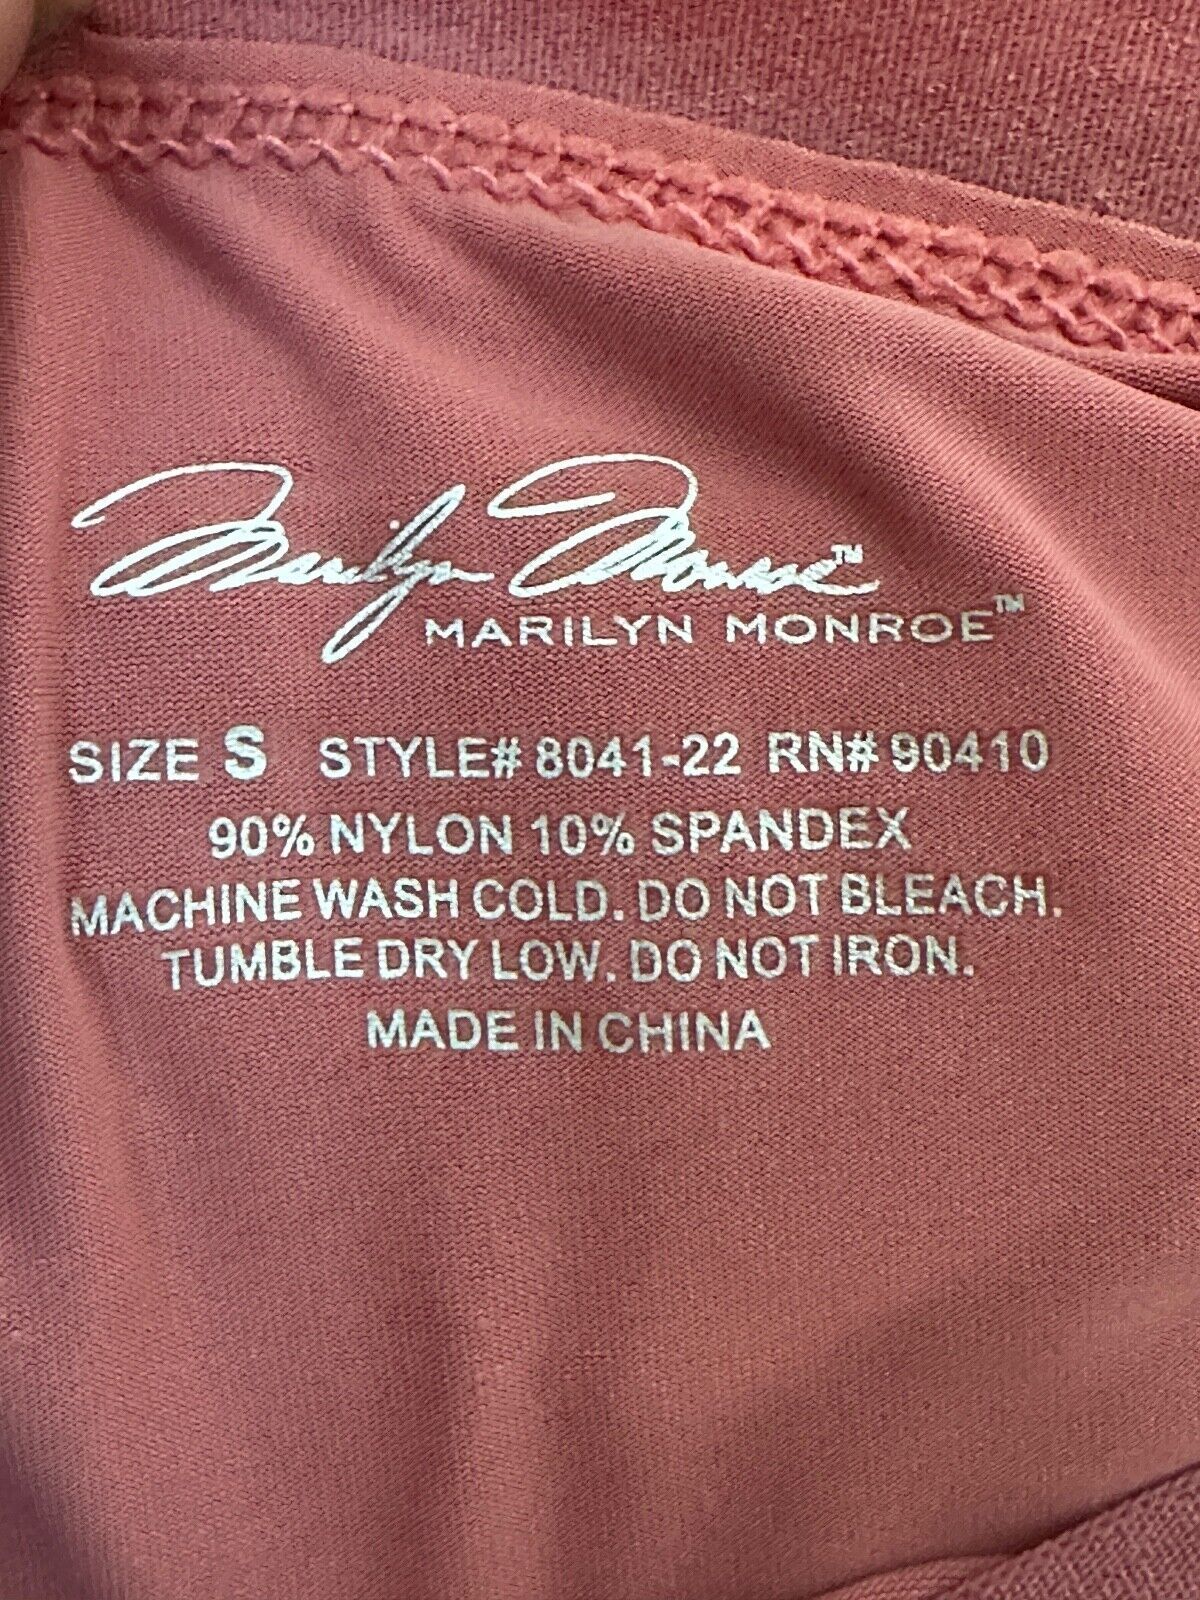 Marilyn Monroe™
MARILYN MONROE™
SIZE S STYLE# 8041-22 RN# 90410
90% NYLON 10% SPANDEX
MACHINE WASH COLD. DO NOT BLEACH.
TUMBLE DRY LOW. DO NOT IRON.
MADE IN CHINA